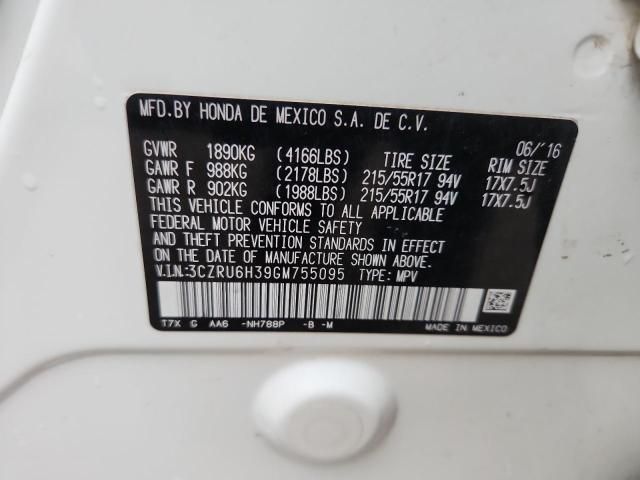 MFD.BY HONDA DE MEXICO S.A. DE C.V.
06/'16
GVWR 1890KG (4166LBS) TIRE SIZE RIM SIZE
GAWR F 988KG (2178LBS) 215/55R17 94V 17X7.5J
GAWR R 902KG (1988LBS) 215/55R17 94V 17X7.5J
THIS VEHICLE CONFORMS TO ALL APPLICABLE
FEDERAL MOTOR VEHICLE SAFETY AND
THEFT PREVENTION STANDARDS IN EFFECT
ON THE DATE OF MANUFACTURE SHOWN ABOVE.
V.I.N:3CZRU6H39GM755095 TYPE: MPV
T7X G AA6 -NH788P -B -M MADE IN MEXICO